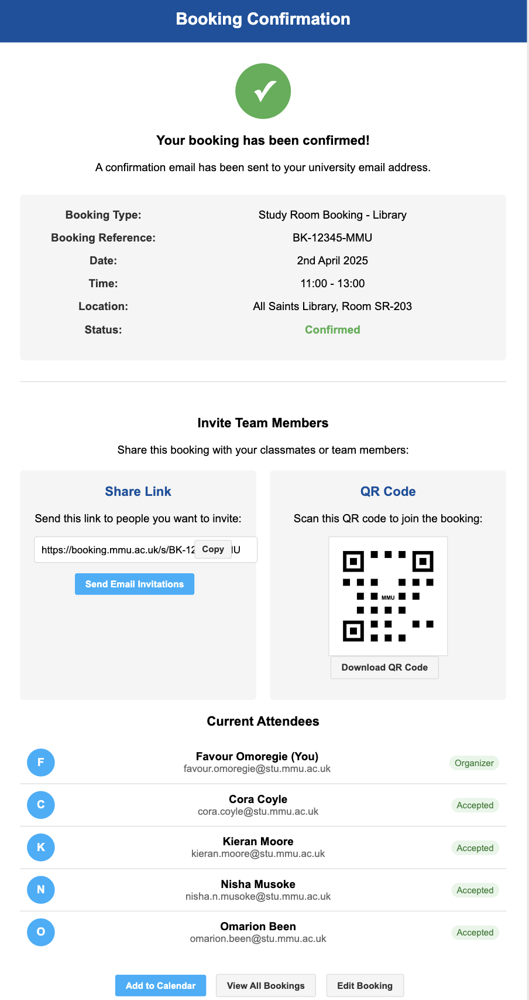 Booking Confirmation
✓
Your booking has been confirmed!
A confirmation email has been sent to your university email address.
Booking Type: Study Room Booking - Library
Booking Reference: BK-12345-MMU
Date: 2nd April 2025
Time: 11:00 - 13:00
Location: All Saints Library, Room SR-203
Status: Confirmed
Invite Team Members
Share this booking with your classmates or team members:
Share Link
Send this link to people you want to invite:
https://booking.mmu.ac.uk/s/BK-12 Copy U
Send Email Invitations
QR Code
Scan this QR code to join the booking:
MMU
Download QR Code
Current Attendees
F
Favour Omoregie (You)
favour.omoregie@stu.mmu.ac.uk
Organizer
C
Cora Coyle
cora.coyle@stu.mmu.ac.uk
Accepted
K
Kieran Moore
kieran.moore@stu.mmu.ac.uk
Accepted
N
Nisha Musoke
nisha.n.musoke@stu.mmu.ac.uk
Accepted
O
Omarion Been
omarion.been@stu.mmu.ac.uk
Accepted
Add to Calendar View All Bookings Edit Booking